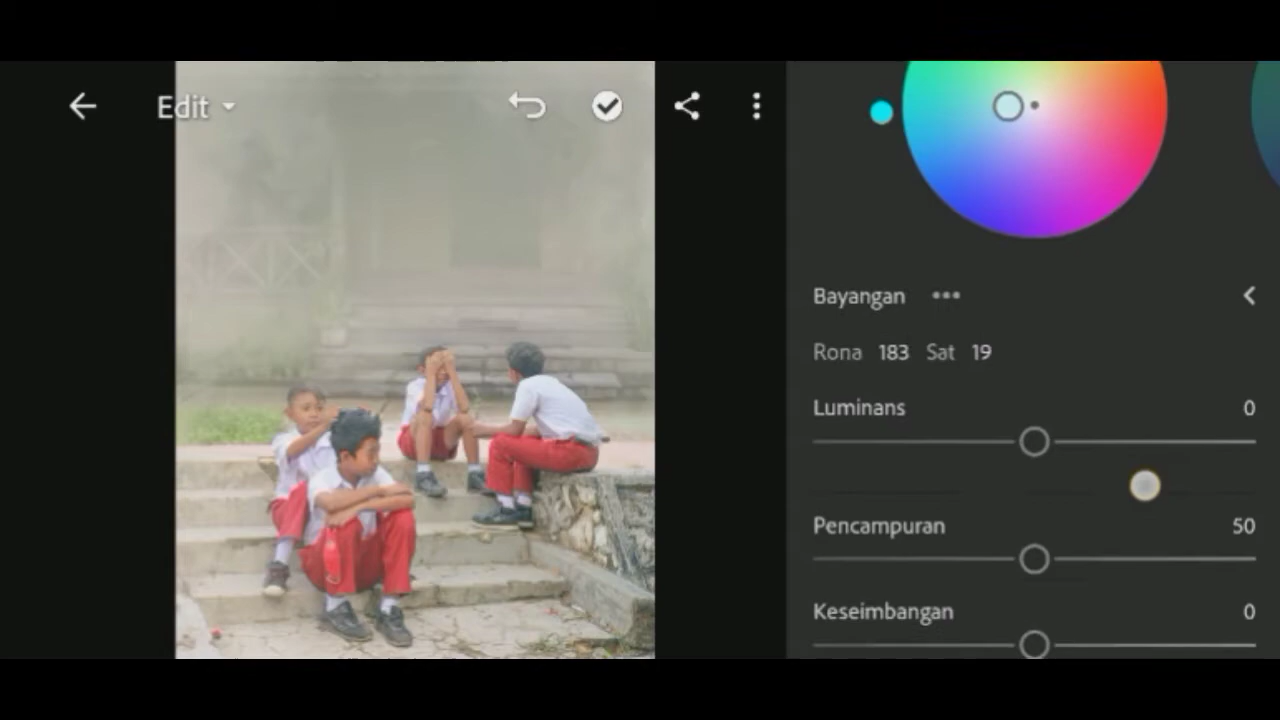 Edit
Bayangan
Rona 183 Sat 19
Luminans 0
Pencampuran 50
Keseimbangan 0